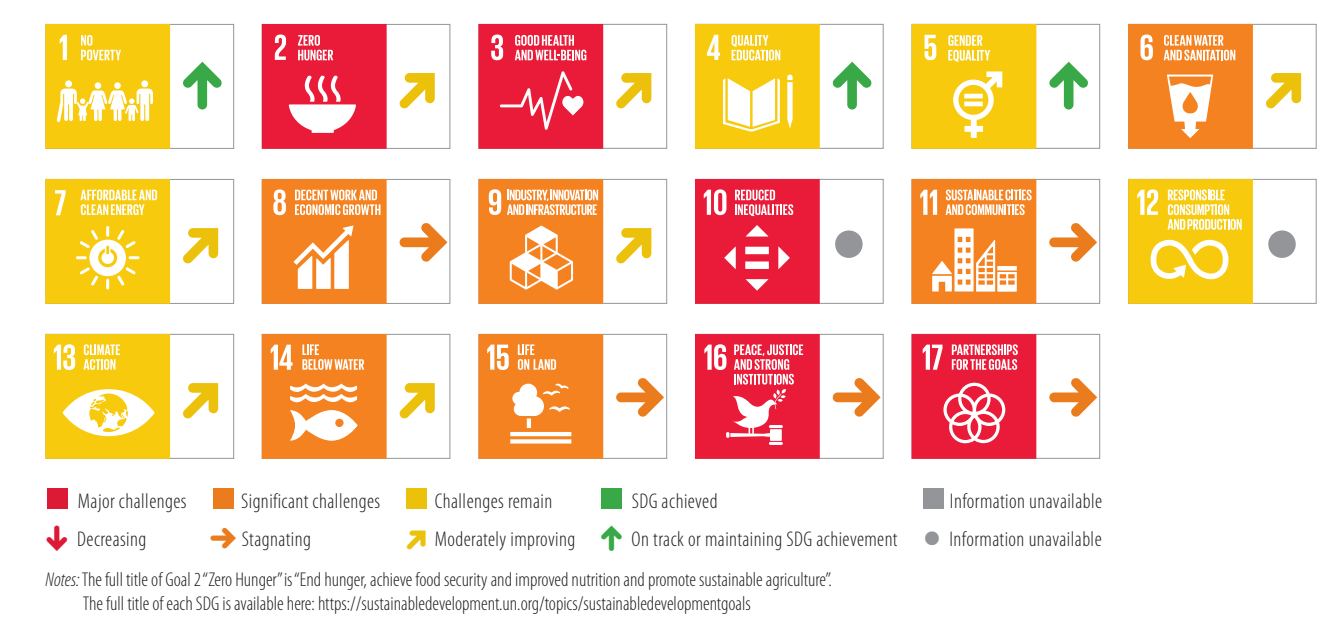 1 NO
POVERTY
2 ZERO
HUNGER
3 GOOD HEALTH
AND WELL-BEING
4 QUALITY
EDUCATION
5 GENDER
EQUALITY
6 CLEAN WATER
AND SANITATION
7 AFFORDABLE AND
CLEAN ENERGY
8 DECENT WORK AND
ECONOMIC GROWTH
9 INDUSTRY, INNOVATION
AND INFRASTRUCTURE
10 REDUCED
INEQUALITIES
11 SUSTAINABLE CITIES
AND COMMUNITIES
12 RESPONSIBLE
CONSUMPTION
AND PRODUCTION
13 CLIMATE
ACTION
14 LIFE
BELOW WATER
15 LIFE
ON LAND
16 PEACE, JUSTICE
AND STRONG
INSTITUTIONS
17 PARTNERSHIPS
FOR THE GOALS
Major challenges
Significant challenges
Challenges remain
SDG achieved
Information unavailable
Decreasing
Stagnating
Moderately improving
On track or maintaining SDG achievement
Information unavailable
Notes: The full title of Goal 2 “Zero Hunger” is “End hunger, achieve food security and improved nutrition and promote sustainable agriculture”.
The full title of each SDG is available here: https://sustainabledevelopment.un.org/topics/sustainabledevelopmentgoals